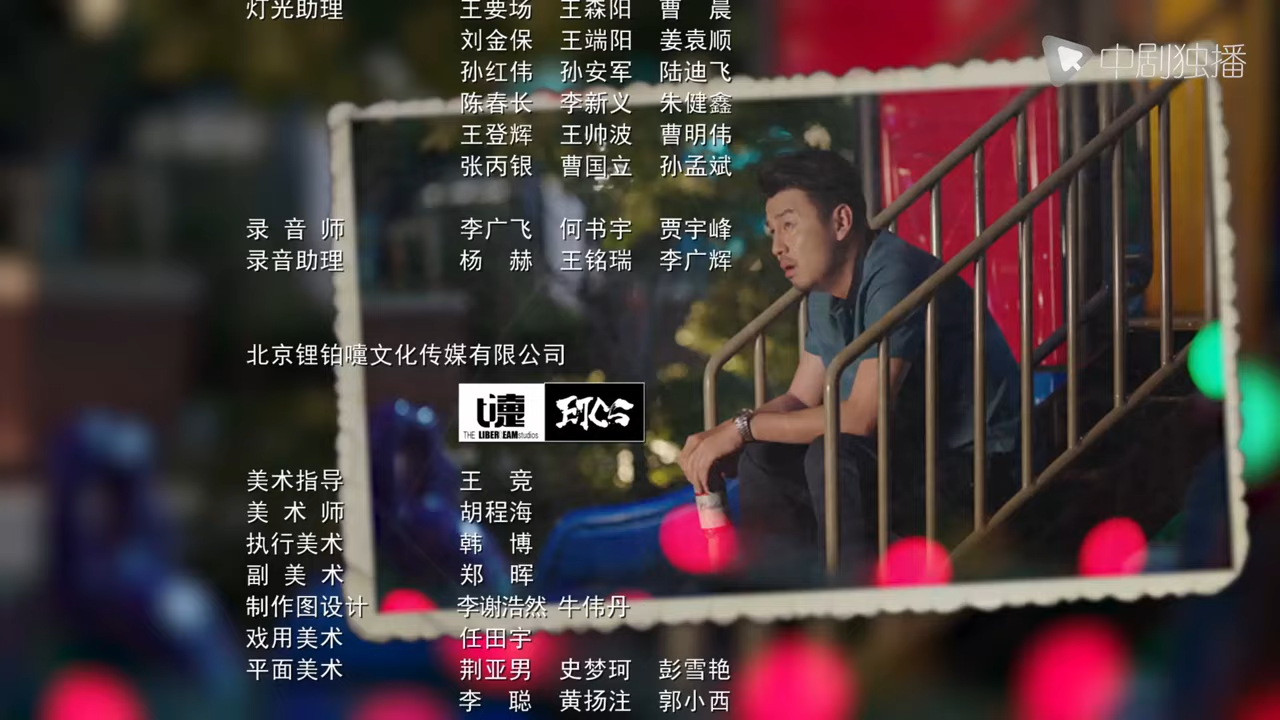 中剧独播
灯光助理 王要场 王森阳 曹 晨
刘金保 王端阳 姜袁顺
孙红伟 孙安军 陆迪飞
陈春长 李新义 朱健鑫
王登辉 王帅波 曹明伟
张丙银 曹国立 孙孟斌
录 音 师 李广飞 何书宇 贾宇峰
录音助理 杨 赫 王铭瑞 李广辉
北京锂铂嚏文化传媒有限公司
THE LIBERTEAM studios
ETCS
美术指导 王 竞
美 术 师 胡程海
执行美术 韩 博
副 美 术 郑 晖
制作图设计 李谢浩然 牛伟丹
戏用美术 任田宇
平面美术 荆亚男 史梦珂 彭雪艳
李 聪 黄扬注 郭小西